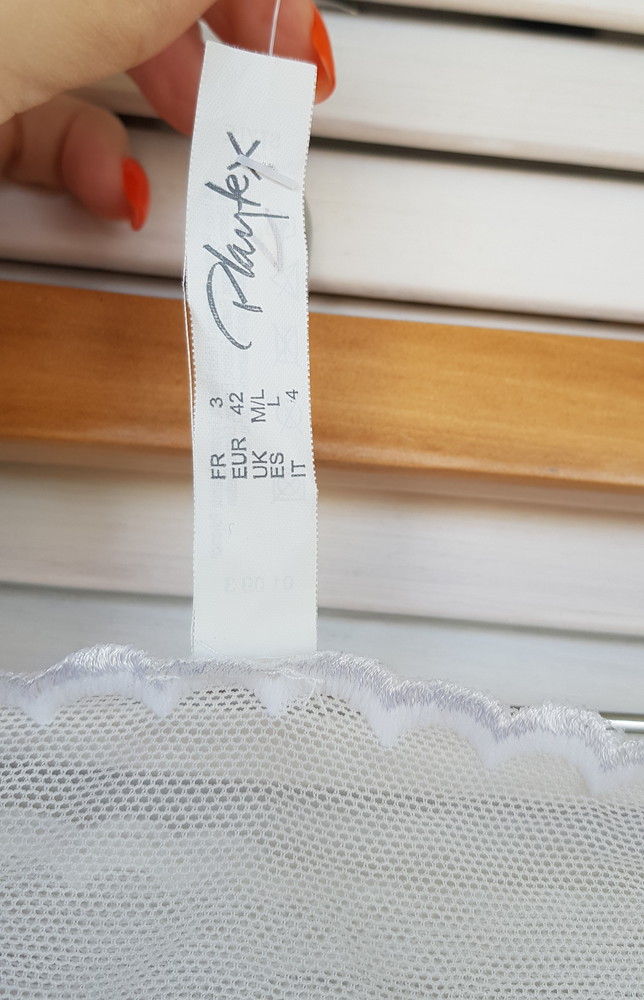 Playtex
FR 3
EUR 42
UK M/L
ES L
IT 4